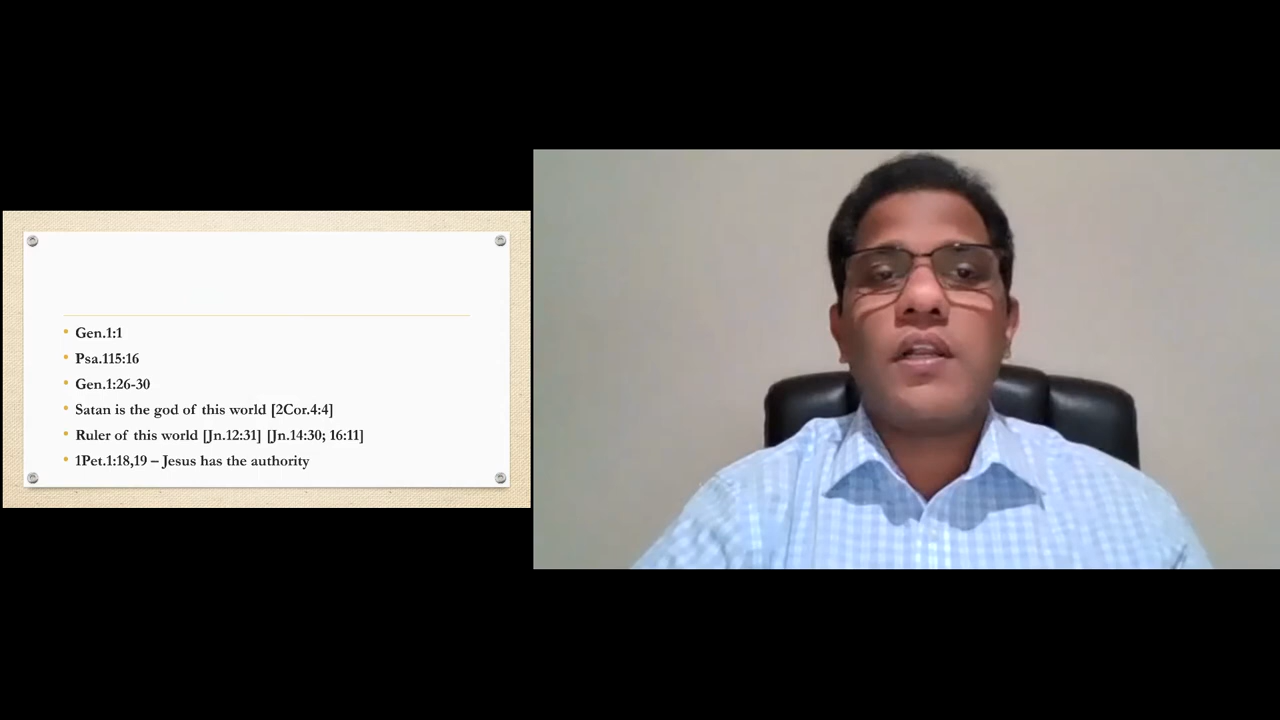 Gen.1:1
Psa.115:16
Gen.1:26-30
Satan is the god of this world [2Cor.4:4]
Ruler of this world [Jn.12:31] [Jn.14:30; 16:11]
1Pet.1:18,19 – Jesus has the authority